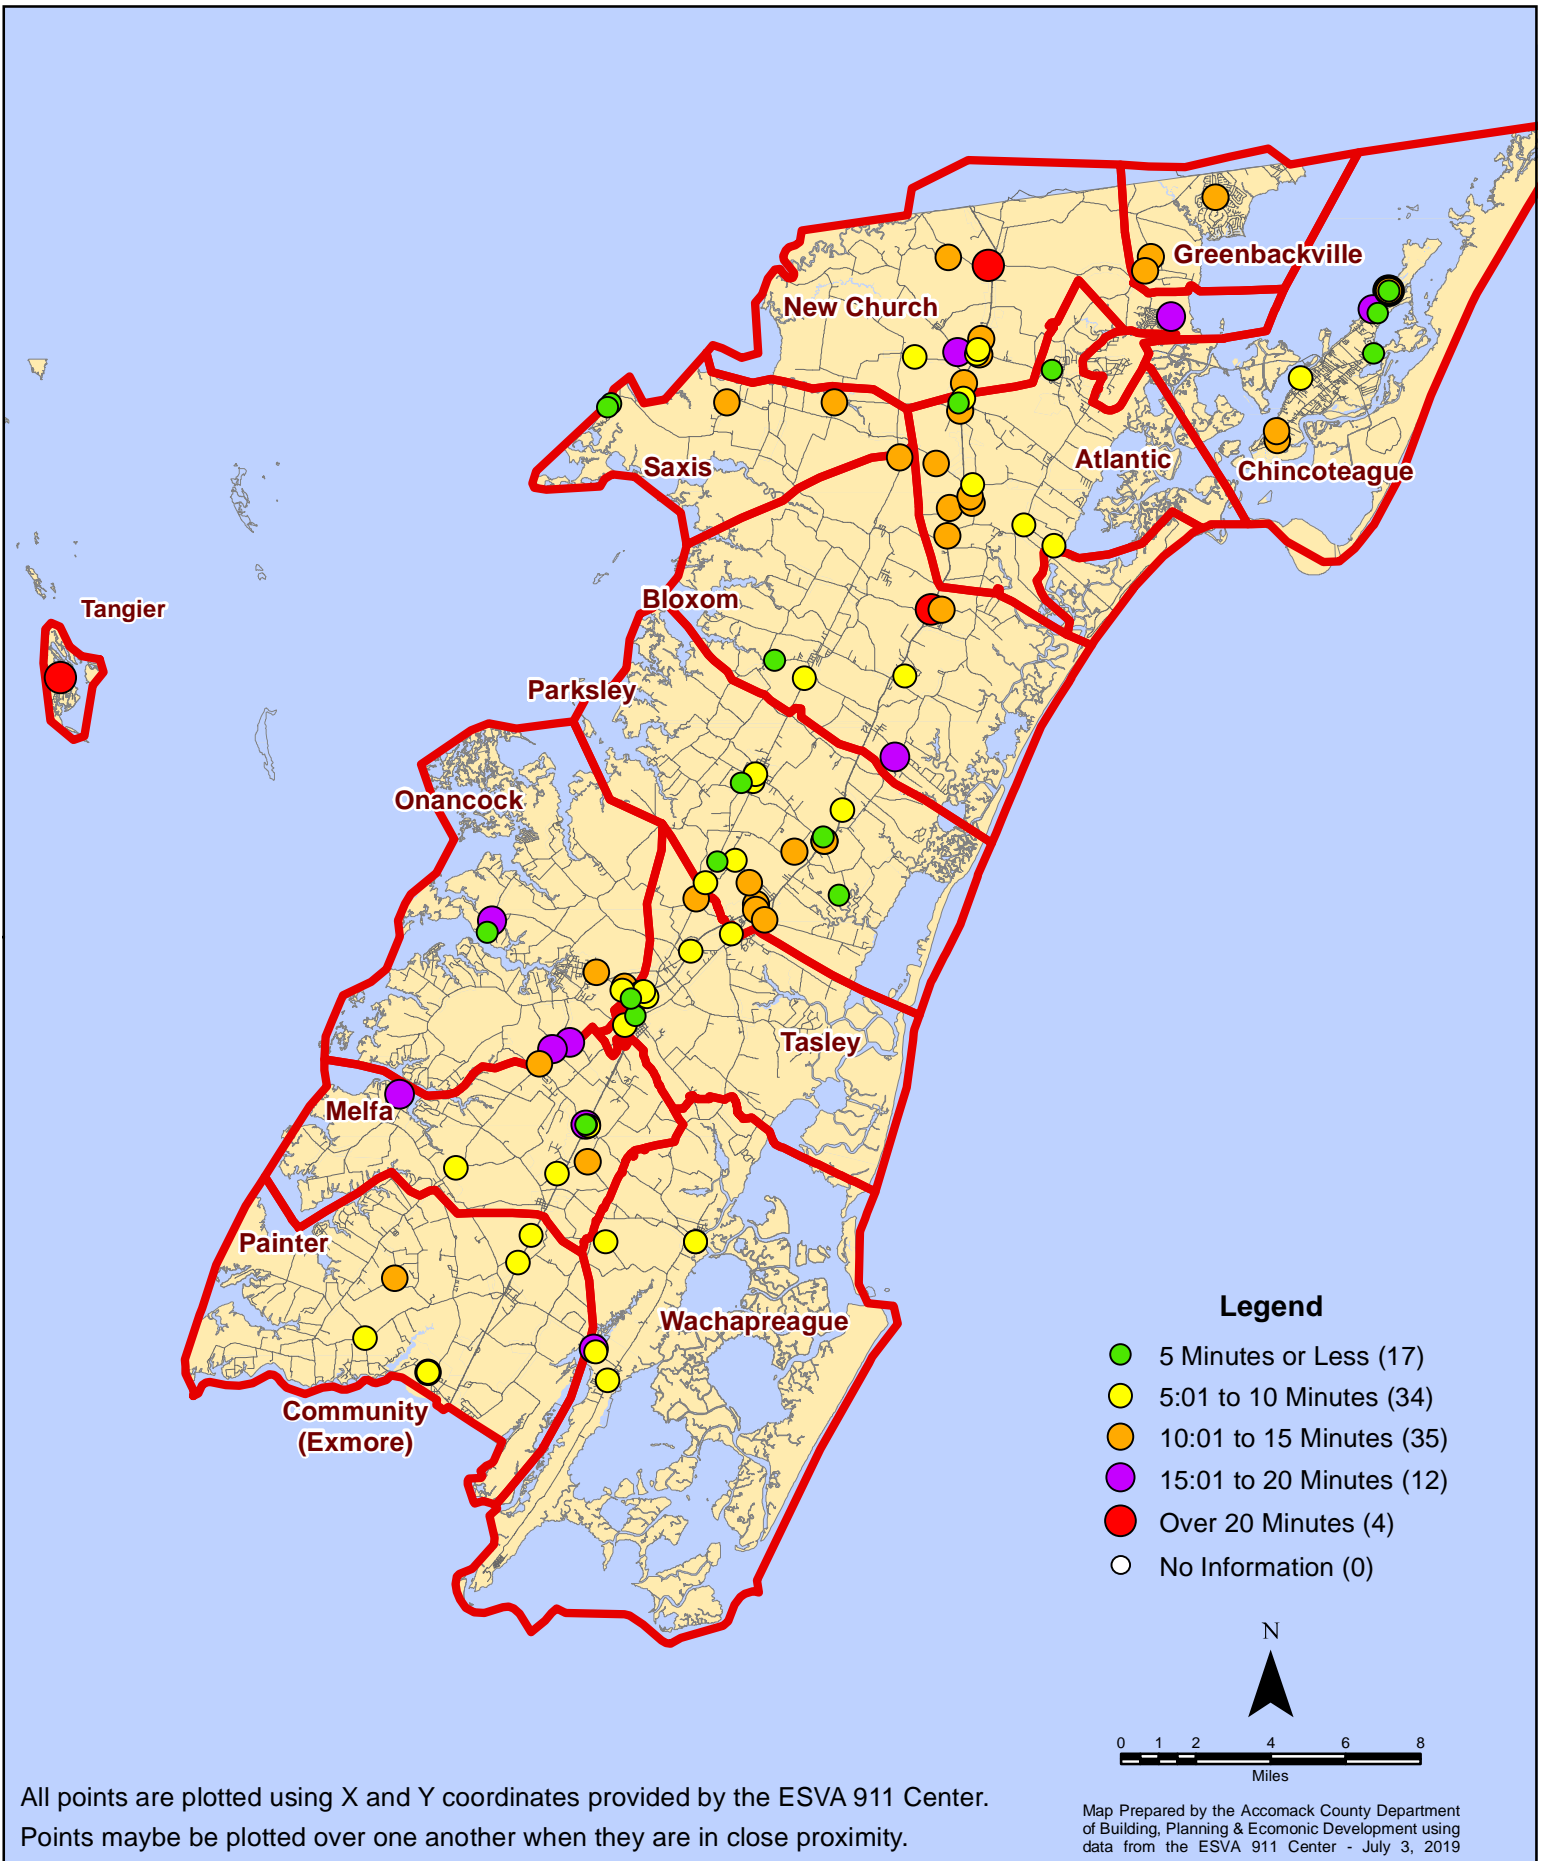 Greenbackville
New Church
Saxis
Atlantic
Chincoteague
Bloxom
Tangier
Parksley
Onancock
Tasley
Melfa
Painter
Wachapreague
Community
(Exmore)
Legend
5 Minutes or Less (17)
5:01 to 10 Minutes (34)
10:01 to 15 Minutes (35)
15:01 to 20 Minutes (12)
Over 20 Minutes (4)
No Information (0)
N
0 1 2 4 6 8
Miles
All points are plotted using X and Y coordinates provided by the ESVA 911 Center.
Points maybe be plotted over one another when they are in close proximity.
Map Prepared by the Accomack County Department
of Building, Planning & Ecomonic Development using
data from the ESVA 911 Center - July 3, 2019